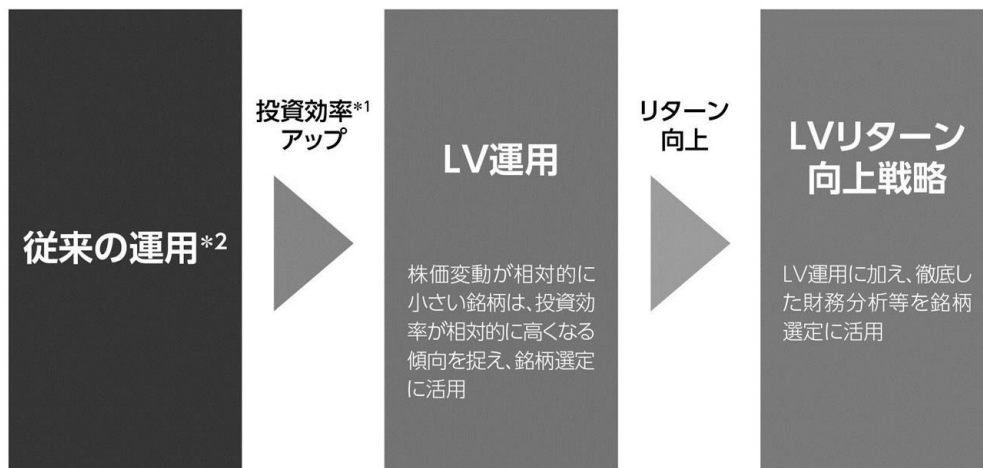 従来の運用*2
投資効率*1
アップ
LV運用
株価変動が相対的に
小さい銘柄は、投資効
率が相対的に高くなる
傾向を捉え、銘柄選定
に活用
リターン
向上
LVリターン
向上戦略
LV運用に加え、徹底し
た財務分析等を銘柄
選定に活用